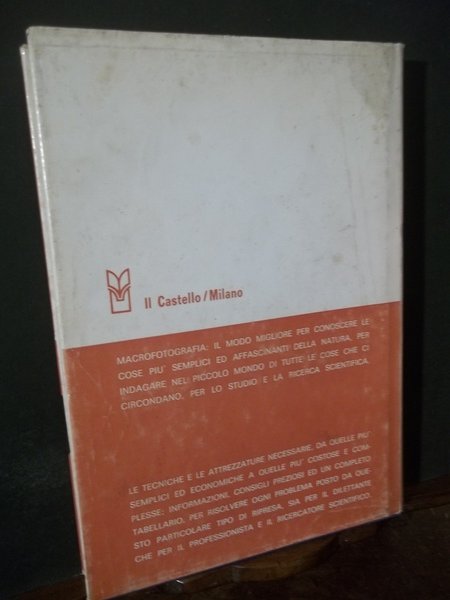 Il Castello/Milano
MACROFOTOGRAFIA: IL MODO MIGLIORE PER CONOSCERE LE
COSE PIU' SEMPLICI ED AFFASCINANTI DELLA NATURA, PER
INDAGARE NEL PICCOLO MONDO DI TUTTE LE COSE CHE CI
CIRCONDANO, PER LO STUDIO E LA RICERCA SCIENTIFICA.
LE TECNICHE E LE ATTREZZATURE NECESSARIE, DA QUELLE PIU'
SEMPLICI ED ECONOMICHE A QUELLE PIU' COSTOSE E COM-
PLESSE; INFORMAZIONI, CONSIGLI PREZIOSI ED UN COMPLETO
TABELLARIO, PER RISOLVERE OGNI PROBLEMA POSTO DA QUE
STO PARTICOLARE TIPO DI RIPRESA, SIA PER IL DILETTANTE
CHE PER IL PROFESSIONISTA E IL RICERCATORE SCIENTIFICO.